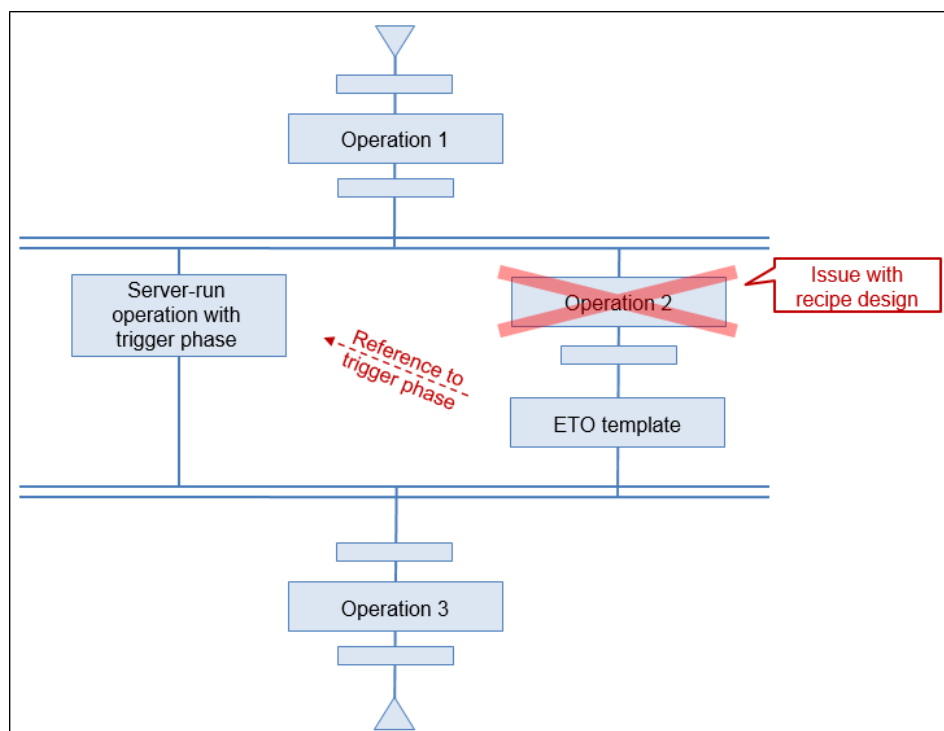 Operation 1
Server-run
operation with
trigger phase
Operation 2
Issue with
recipe design
Reference to
trigger phase
ETO template
Operation 3